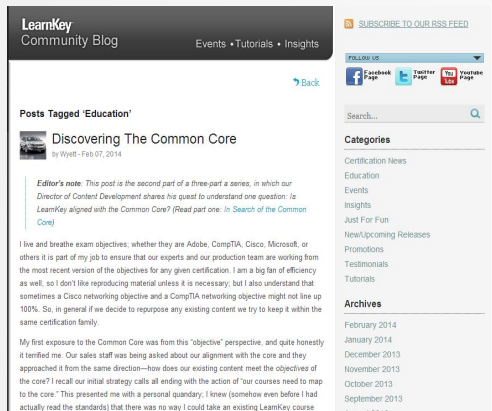 LearnKey
Community Blog
Events • Tutorials • Insights
Back
Posts Tagged ‘Education’
Discovering The Common Core
by Wyett - Feb 07, 2014
Editor's note: This post is the second part of a three-part a series, in which our
Director of Content Development shares his quest to understand one question: Is
LearnKey aligned with the Common Core? (Read part one: In Search of the Common
Core)
I live and breathe exam objectives; whether they are Adobe, CompTIA, Cisco, Microsoft, or
others it is part of my job to ensure that our experts and our production team are working from
the most recent version of the objectives for any given certification. I am a big fan of efficiency
as well, so I don't like reproducing material unless it is necessary; but I also understand that
sometimes a Cisco networking objective and a CompTIA networking objective might not line up
100%. So, in general if we decide to repurpose any existing content we try to keep it within the
same certification family.
My first exposure to the Common Core was from this “objective” perspective, and quite honestly
it terrified me. Our sales staff was being asked about our alignment with the core and they
approached it from the same direction—how does our existing content meet the objectives of
the core? I recall our initial strategy calls all ending with the action of “our courses need to map
to the core.” This presented me with a personal quandary; I knew (somehow even before I had
actually read the standards) that there was no way I could take an existing LearnKey course
SUBSCRIBE TO OUR RSS FEED
FOLLOW US
Facebook
Page
Twitter
Page
You
Tube
YouTube
Page
Search...
Categories
Certification News
Education
Events
Insights
Just For Fun
New/Upcoming Releases
Promotions
Testimonials
Tutorials
Archives
February 2014
January 2014
December 2013
November 2013
October 2013
September 2013